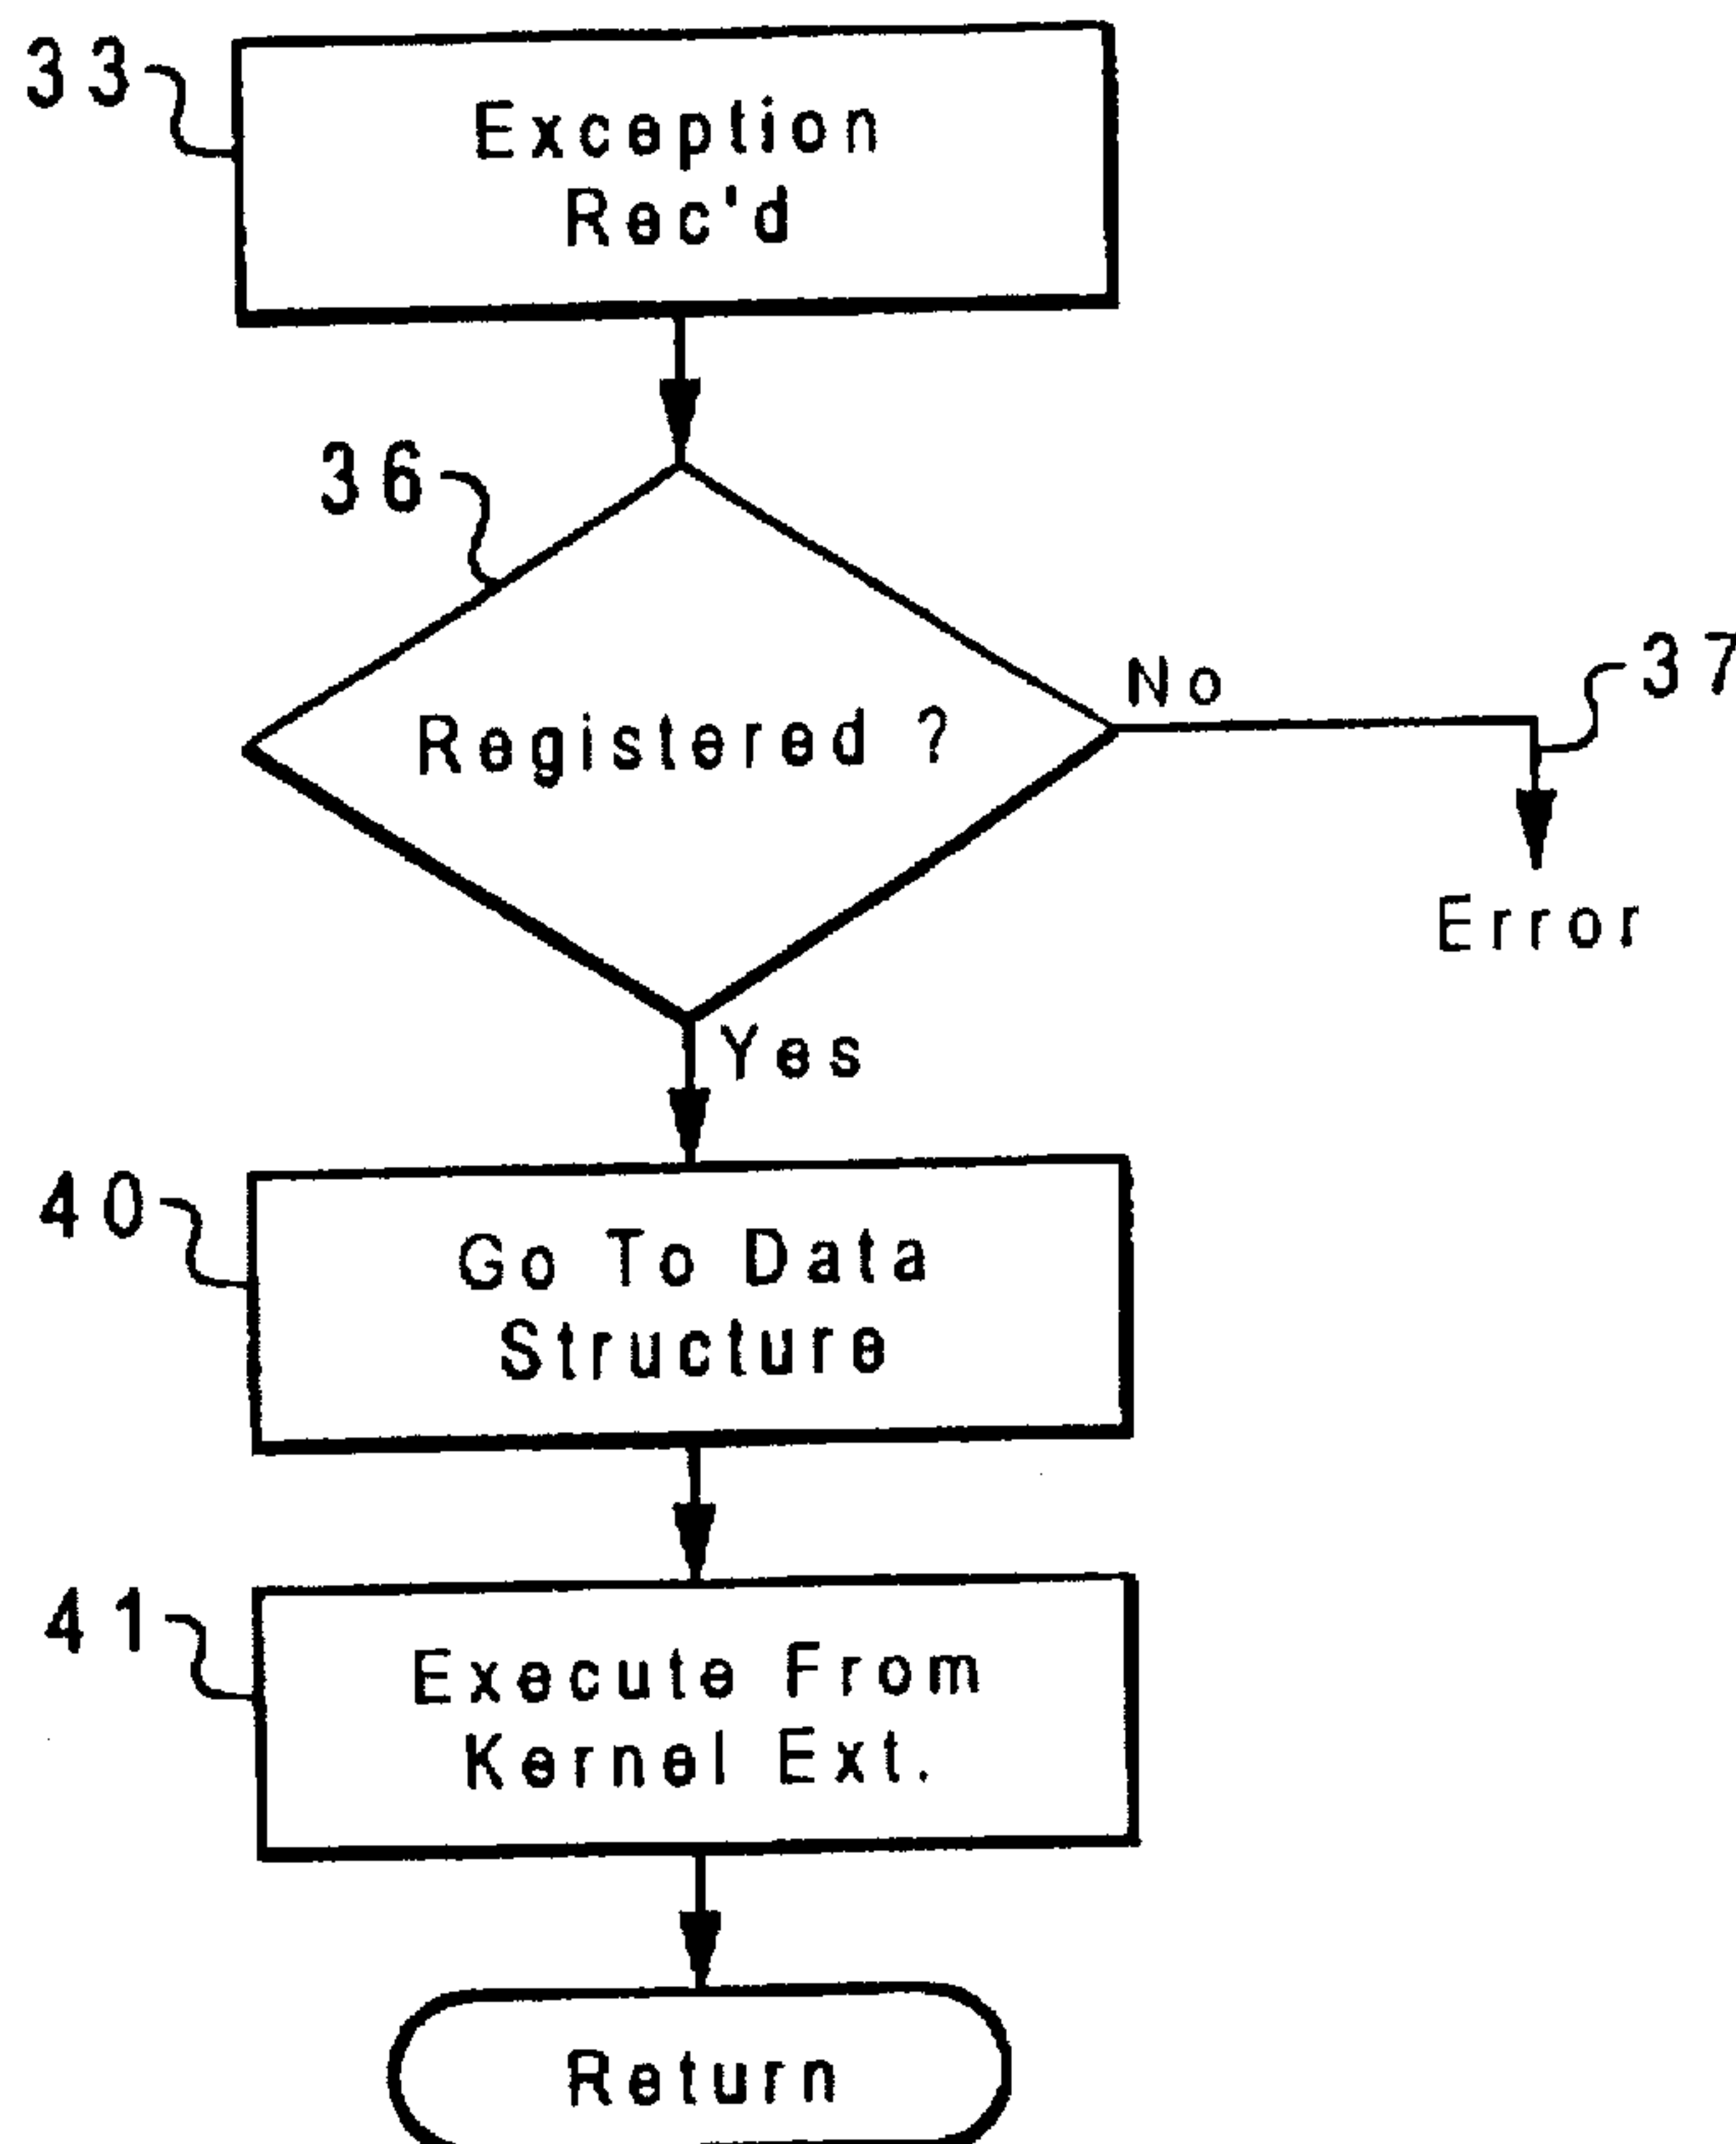 33
Exception
Rec'd
36
Registered ?
No
37
Error
Yes
40
Go To Data
Structure
41
Execute From
Kernel Ext.
Return